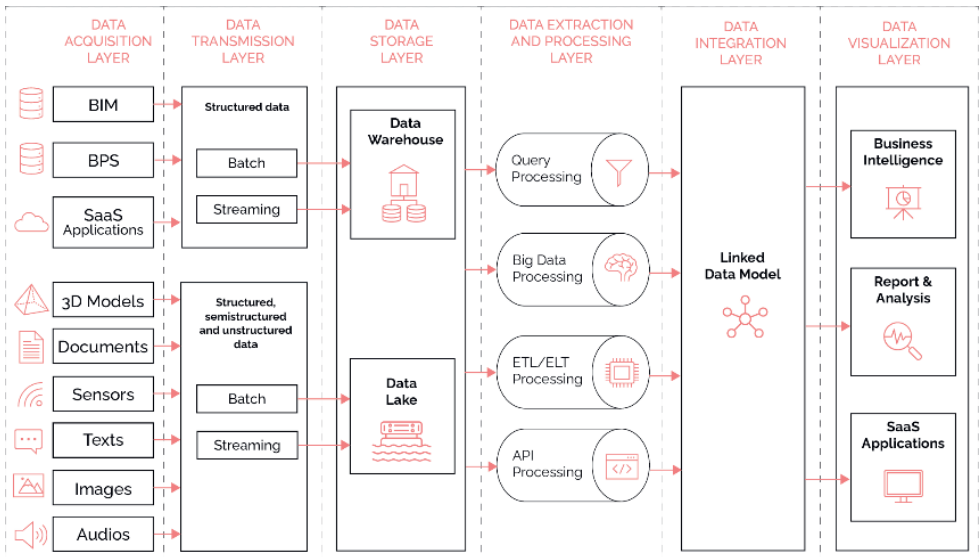 DATA
ACQUISITION
LAYER
DATA
TRANSMISSION
LAYER
DATA
STORAGE
LAYER
DATA EXTRACTION
AND PROCESSING
LAYER
DATA
INTEGRATION
LAYER
DATA
VISUALIZATION
LAYER
BIM
BPS
SaaS
Applications
3D Models
Documents
Sensors
Texts
Images
Audios
Structured data
Batch
Streaming
Structured,
semistructured
and unstructured
data
Batch
Streaming
Data
Warehouse
Data
Lake
Query
Processing
Big Data
Processing
ETL/ELT
Processing
API
Processing
</>
Linked
Data Model
Business
Intelligence
Report &
Analysis
SaaS
Applications